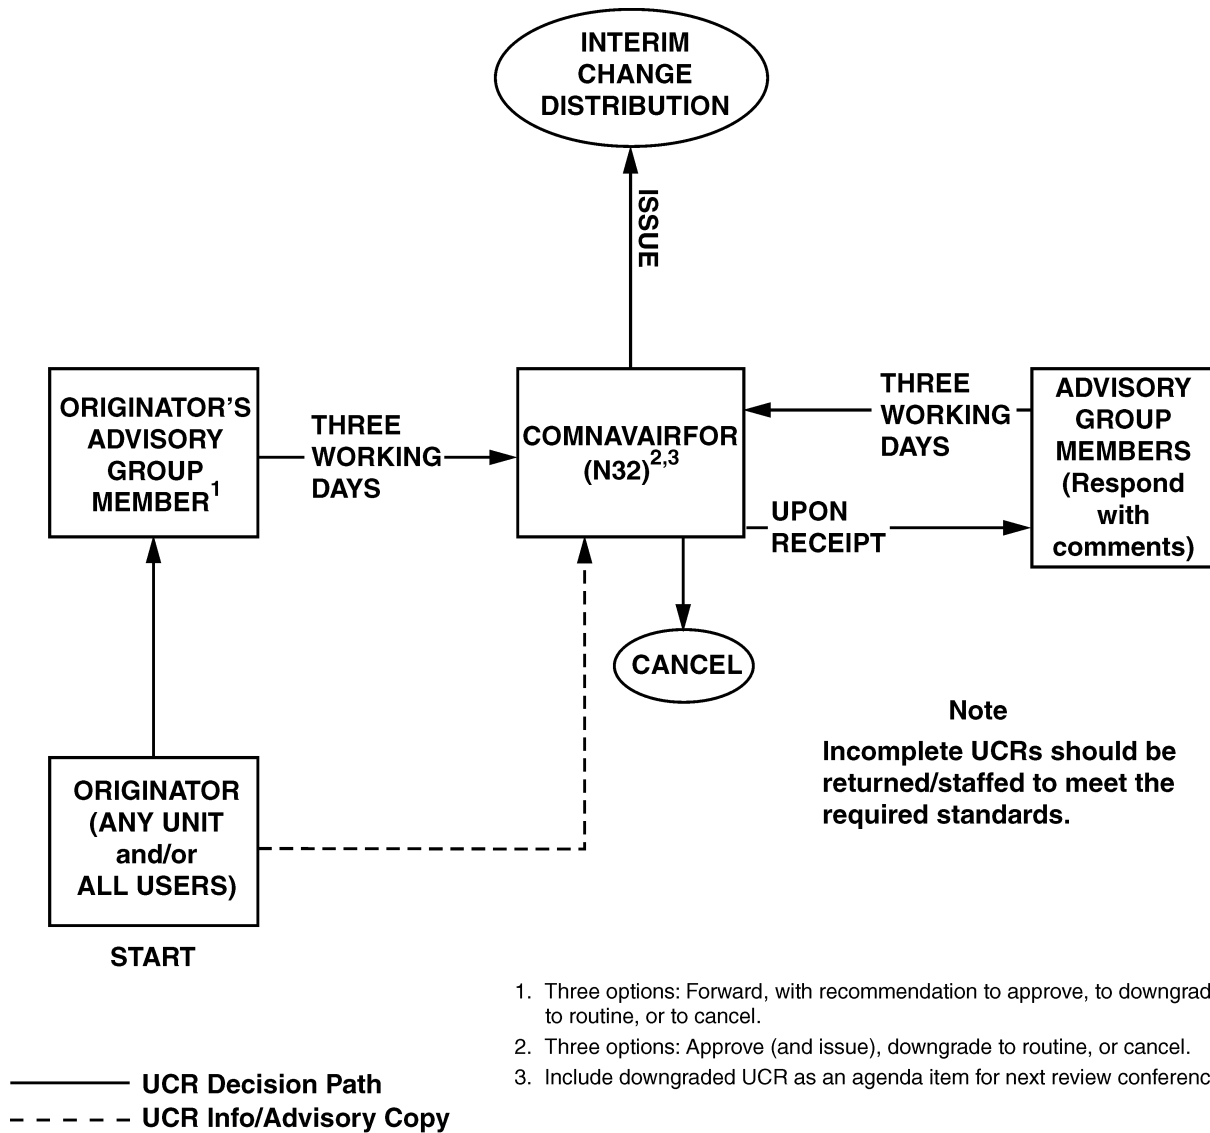 INTERIM
CHANGE
DISTRIBUTION
ISSUE
ORIGINATOR'S
ADVISORY
GROUP
MEMBER1
THREE
WORKING
DAYS
COMNAVAIRFOR
(N32)2,3
THREE
WORKING
DAYS
UPON
RECEIPT
ADVISORY
GROUP
MEMBERS
(Respond
with
comments)
CANCEL
Note
Incomplete UCRs should be
returned/staffed to meet the
required standards.
ORIGINATOR
(ANY UNIT
and/or
ALL USERS)
START
1. Three options: Forward, with recommendation to approve, to downgrad
to routine, or to cancel.
2. Three options: Approve (and issue), downgrade to routine, or cancel.
3. Include downgraded UCR as an agenda item for next review conferenc
UCR Decision Path
UCR Info/Advisory Copy